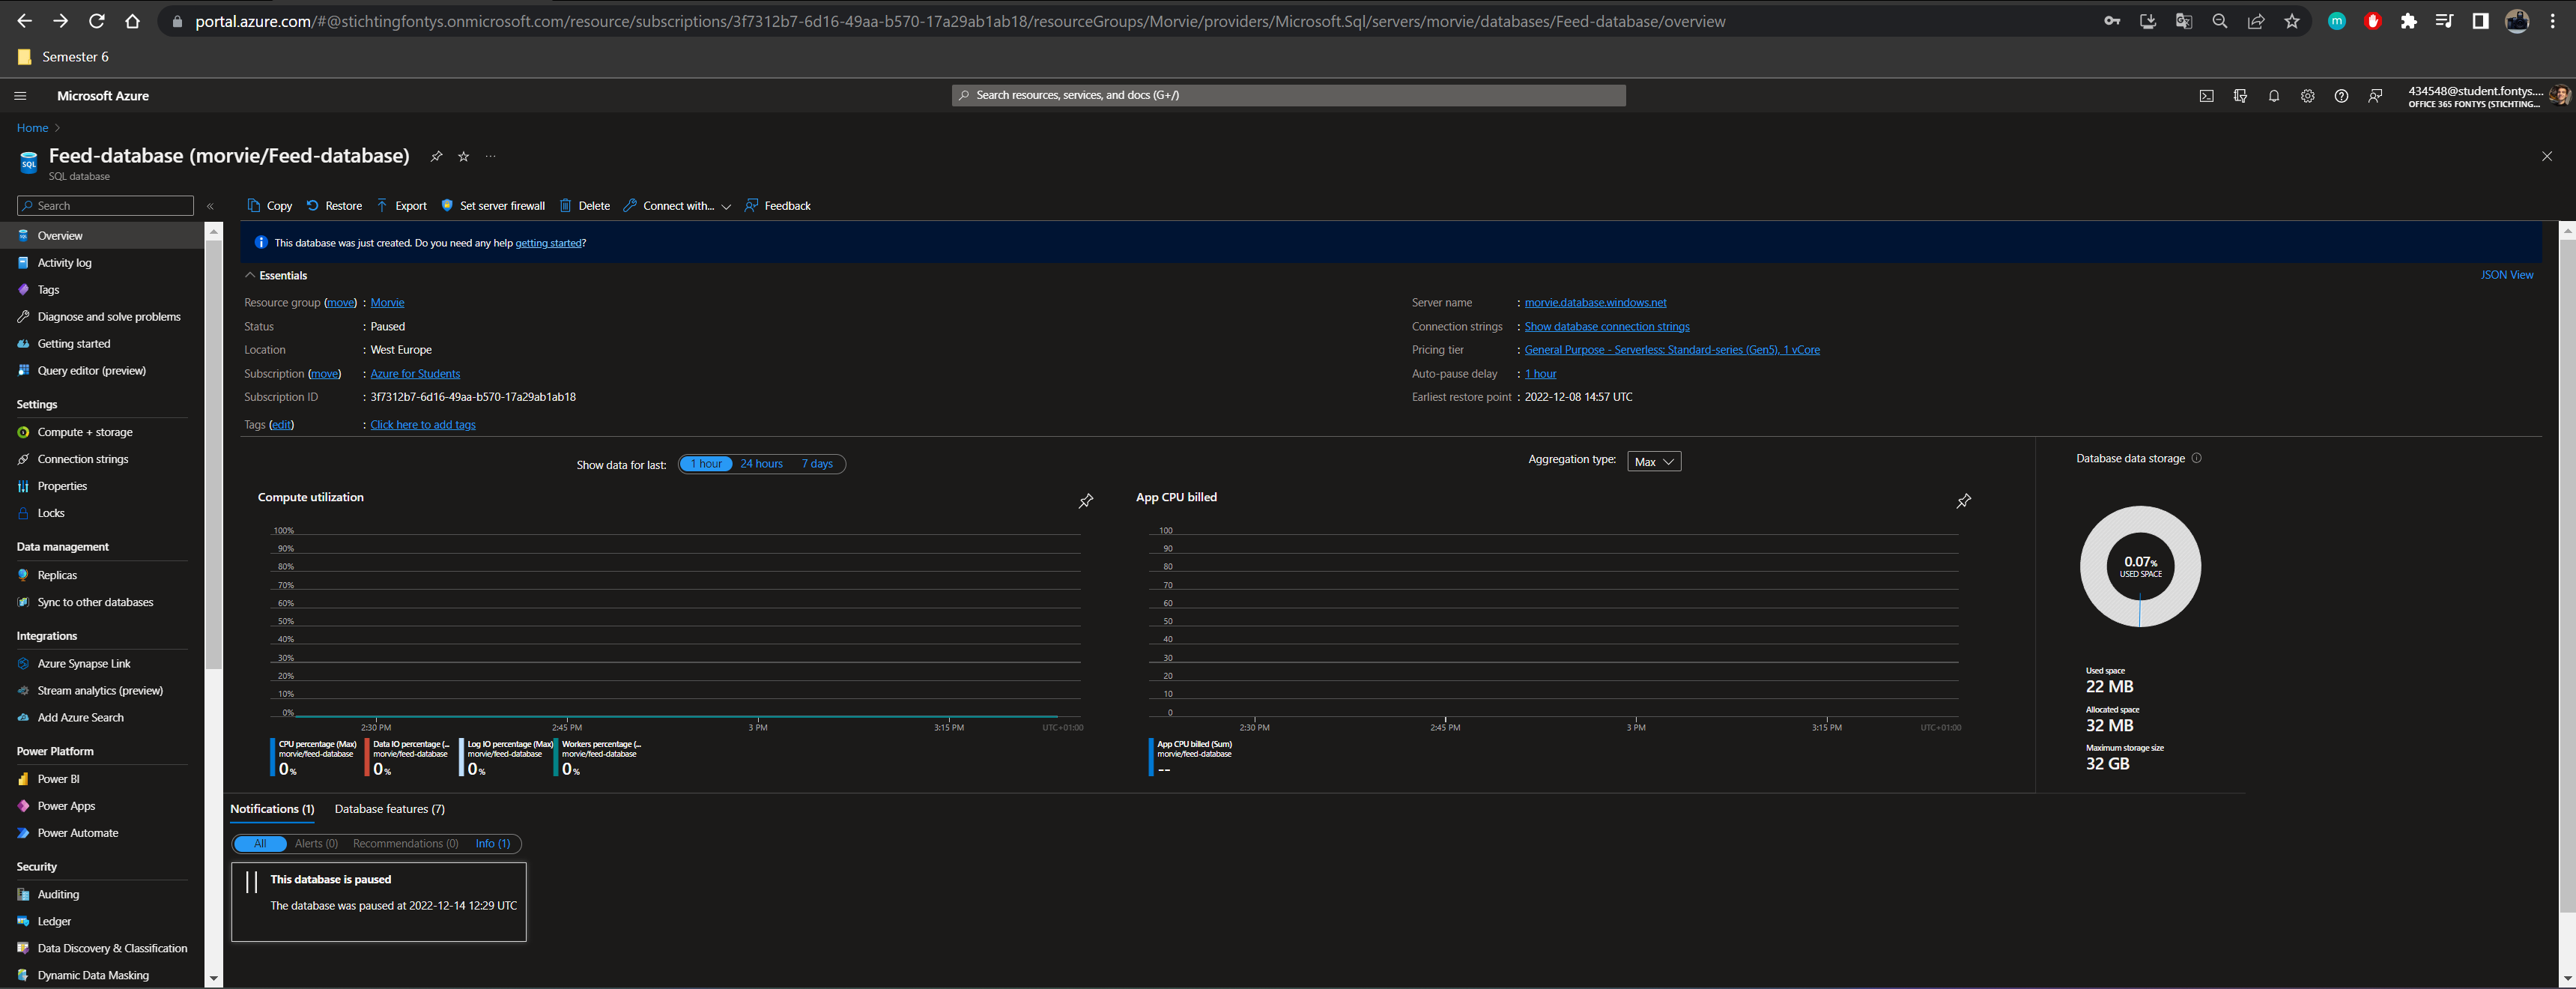 portal.azure.com/#@stichtingfontys.onmicrosoft.com/resource/subscriptions/3f7312b7-6d16-49aa-b570-17a29ab1ab18/resourceGroups/Morvie/providers/Microsoft.Sql/servers/morvie/databases/Feed-database/overview
m
Semester 6
Microsoft Azure
Search resources, services, and docs (G+/)
434548@student.fontys....
OFFICE 365 FONTYS (STICHTING...
Home
Feed-database (morvie/Feed-database)
SQL database
Search
Copy Restore Export Set server firewall Delete Connect with... Feedback
Overview
Activity log
Tags
Diagnose and solve problems
Getting started
Query editor (preview)
Settings
Compute + storage
Connection strings
Properties
Locks
Data management
Replicas
Sync to other databases
Integrations
Azure Synapse Link
Stream analytics (preview)
Add Azure Search
Power Platform
Power BI
Power Apps
Power Automate
Security
Auditing
Ledger
Data Discovery & Classification
Dynamic Data Masking
This database was just created. Do you need any help getting started?
Essentials
JSON View
Resource group (move) : Morvie
Status : Paused
Location : West Europe
Subscription (move) : Azure for Students
Subscription ID : 3f7312b7-6d16-49aa-b570-17a29ab1ab18
Tags (edit) : Click here to add tags
Server name : morvie.database.windows.net
Connection strings : Show database connection strings
Pricing tier : General Purpose - Serverless: Standard-series (Gen5), 1 vCore
Auto-pause delay : 1 hour
Earliest restore point : 2022-12-08 14:57 UTC
Show data for last: 1 hour 24 hours 7 days
Aggregation type: Max
Compute utilization
100%
90%
80%
70%
60%
50%
40%
30%
20%
10%
0%
2:30 PM 2:45 PM 3 PM 3:15 PM UTC+01:00
CPU percentage (Max) Data IO percentage (... Log IO percentage (Max) Workers percentage (...
morvie/feed-database morvie/feed-database morvie/feed-database morvie/feed-database
0% 0% 0% 0%
App CPU billed
100
90
80
70
60
50
40
30
20
10
0
2:30 PM 2:45 PM 3 PM 3:15 PM UTC+01:00
App CPU billed (Sum)
morvie/feed-database
--
Database data storage
0.07%
USED SPACE
Used space
22 MB
Allocated space
32 MB
Maximum storage size
32 GB
Notifications (1) Database features (7)
All Alerts (0) Recommendations (0) Info (1)
This database is paused
The database was paused at 2022-12-14 12:29 UTC